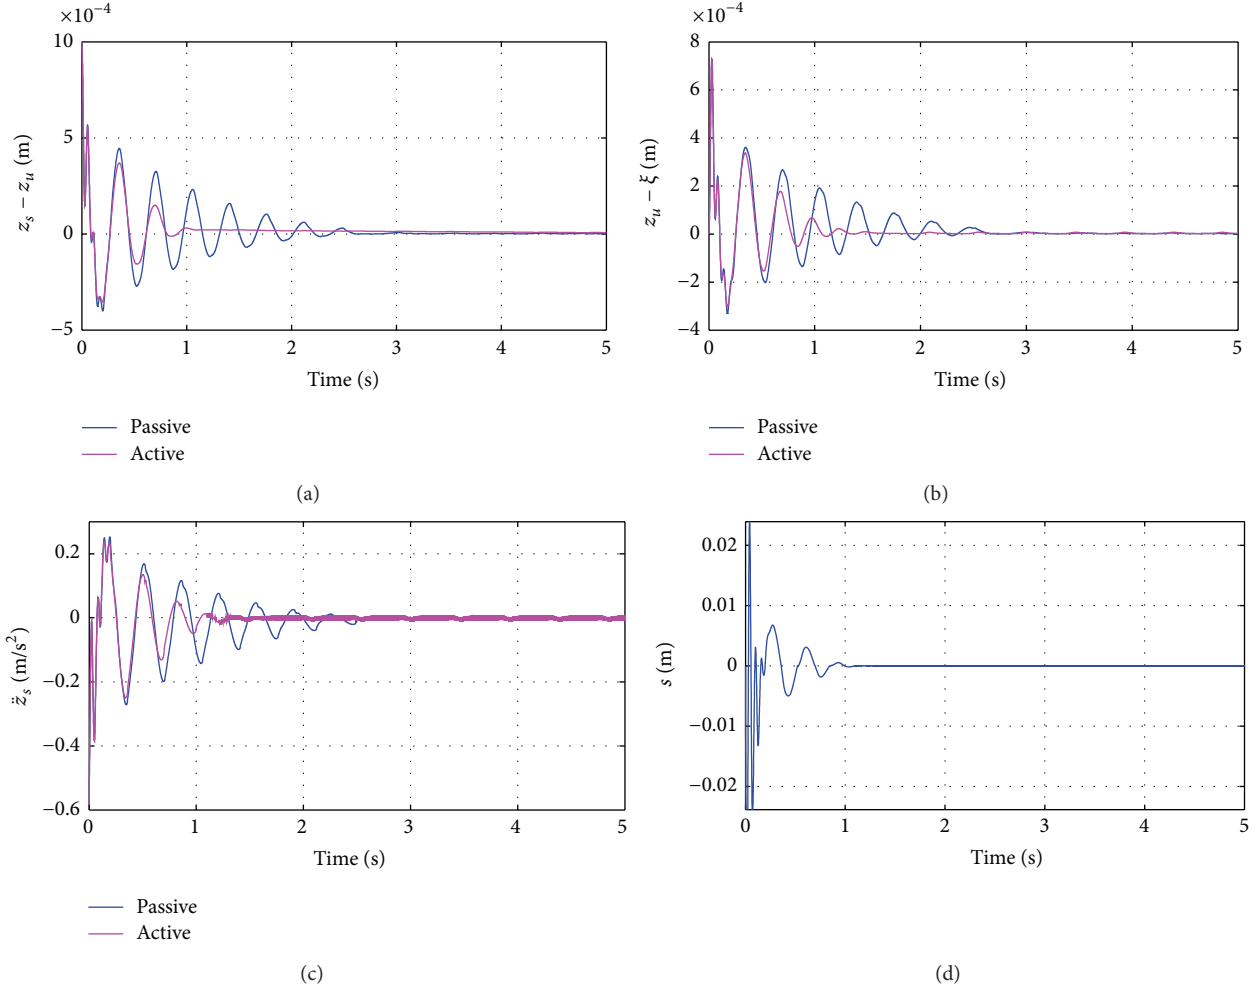 ×10⁻⁴
10
5
0
−5
z_s − z_u (m)
0 1 2 3 4 5
Time (s)
Passive
Active
(a)
×10⁻⁴
8
6
4
2
0
−2
−4
z_u − ξ (m)
0 1 2 3 4 5
Time (s)
Passive
Active
(b)
0.2
0
−0.2
−0.4
−0.6
z̈_s (m/s²)
0 1 2 3 4 5
Time (s)
Passive
Active
(c)
0.02
0.01
0
−0.01
−0.02
s (m)
0 1 2 3 4 5
Time (s)
(d)